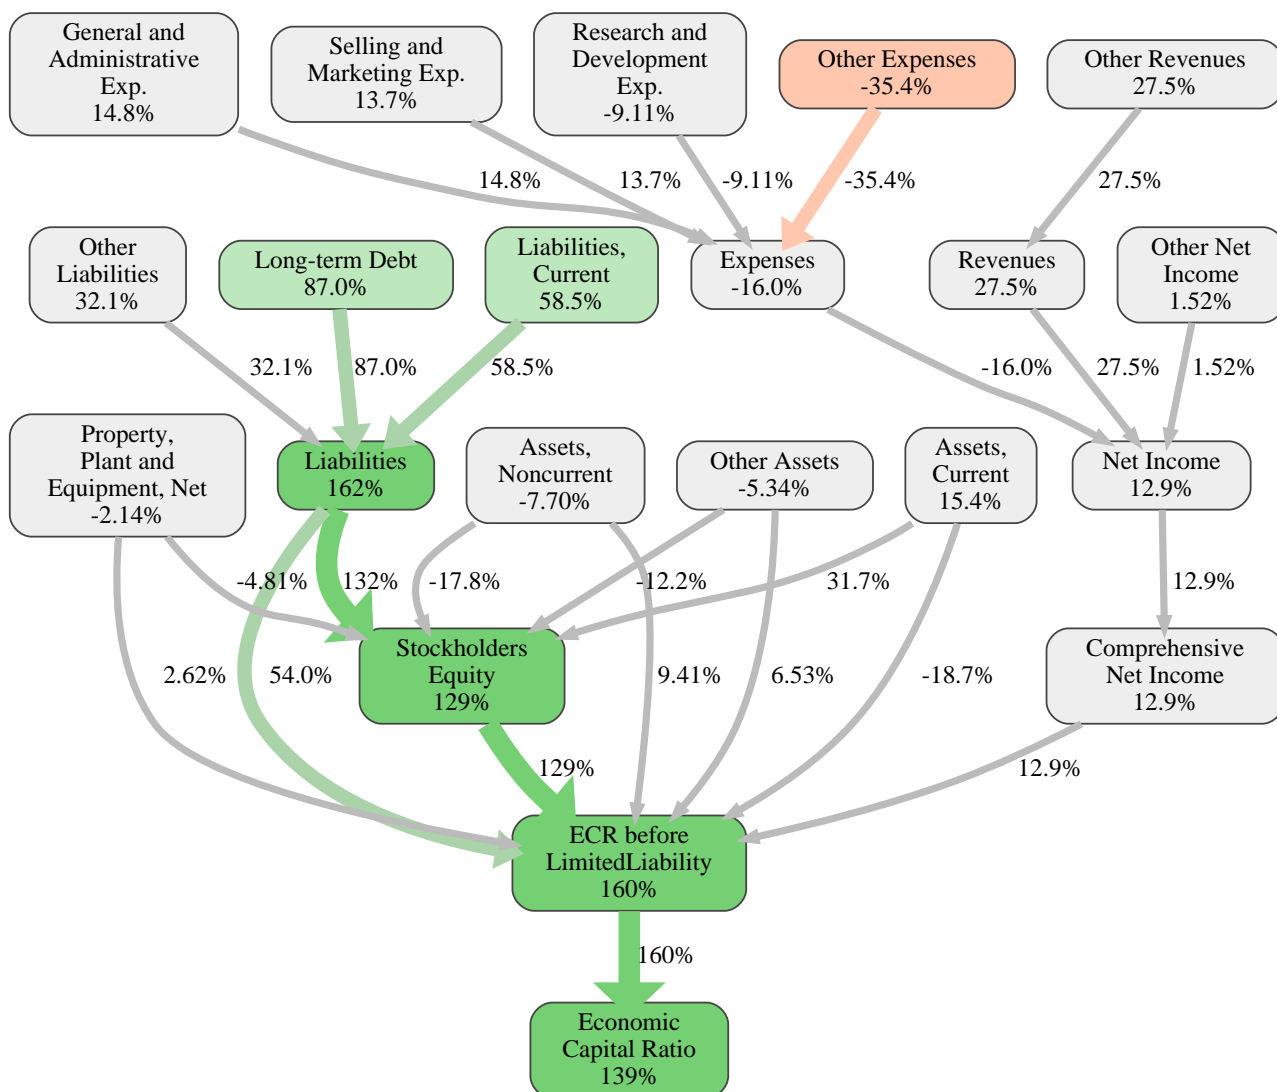 General and
Administrative
Exp.
14.8%
Selling and
Marketing Exp.
13.7%
Research and
Development
Exp.
-9.11%
Other Expenses
-35.4%
Other Revenues
27.5%
14.8%
13.7%
-9.11%
-35.4%
27.5%
Other
Liabilities
32.1%
Long-term Debt
87.0%
Liabilities,
Current
58.5%
Expenses
-16.0%
Revenues
27.5%
Other Net
Income
1.52%
32.1%
87.0%
58.5%
-16.0%
27.5%
1.52%
Property,
Plant and
Equipment, Net
-2.14%
Liabilities
162%
Assets,
Noncurrent
-7.70%
Other Assets
-5.34%
Assets,
Current
15.4%
Net Income
12.9%
-4.81%
132%
-17.8%
-12.2%
31.7%
12.9%
2.62%
54.0%
Stockholders
Equity
129%
9.41%
6.53%
-18.7%
Comprehensive
Net Income
12.9%
129%
12.9%
ECR before
LimitedLiability
160%
160%
Economic
Capital Ratio
139%